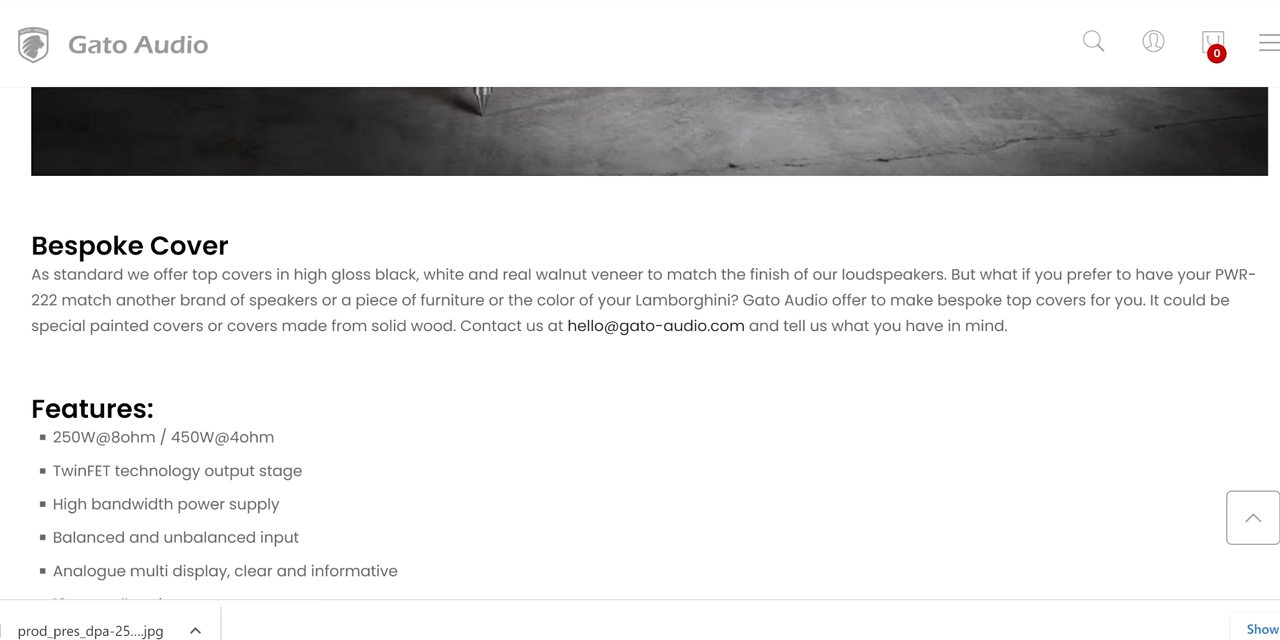 Gato Audio
0
Bespoke Cover
As standard we offer top covers in high gloss black, white and real walnut veneer to match the finish of our loudspeakers. But what if you prefer to have your PWR-
222 match another brand of speakers or a piece of furniture or the color of your Lamborghini? Gato Audio offer to make bespoke top covers for you. It could be
special painted covers or covers made from solid wood. Contact us at hello@gato-audio.com and tell us what you have in mind.
Features:
▪ 250W@8ohm / 450W@4ohm
▪ TwinFET technology output stage
▪ High bandwidth power supply
▪ Balanced and unbalanced input
▪ Analogue multi display, clear and informative
prod_pres_dpa-25....jpg
Show